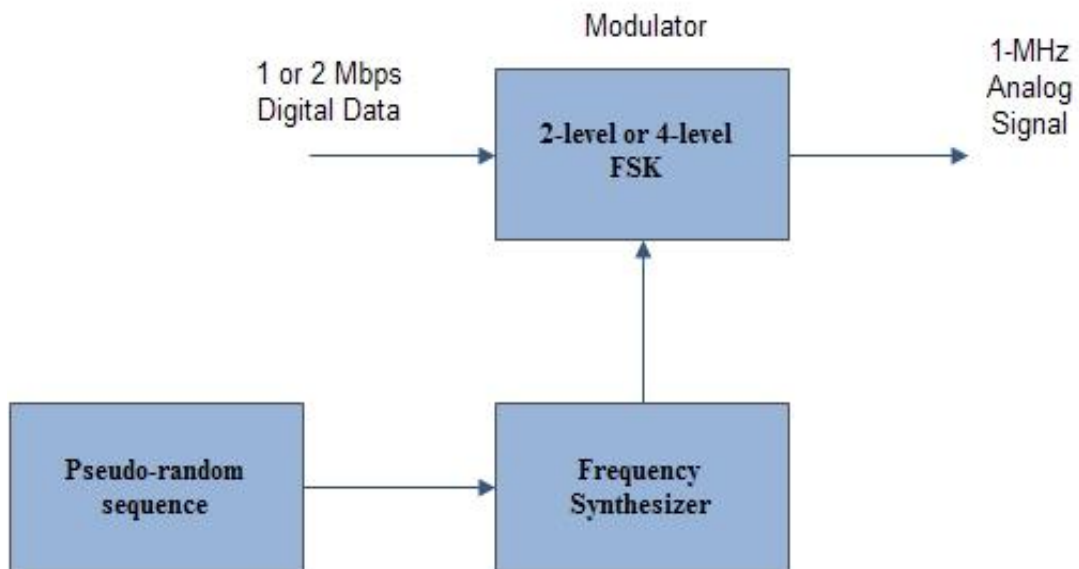 Modulator
1 or 2 Mbps
Digital Data
2-level or 4-level
FSK
1-MHz
Analog
Signal
Pseudo-random
sequence
Frequency
Synthesizer